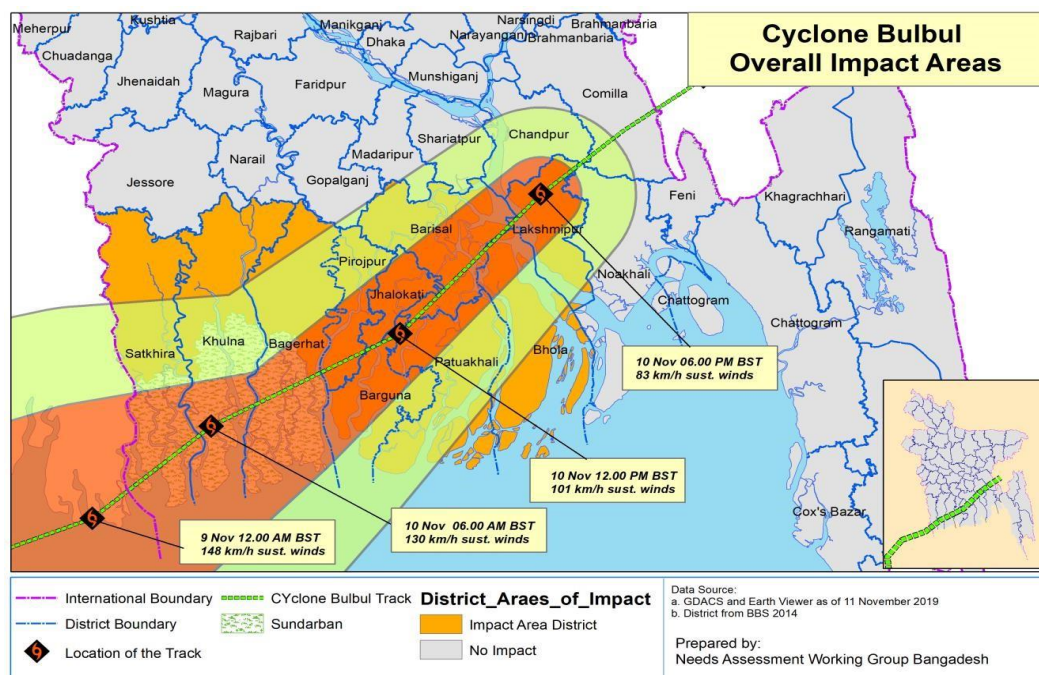 Cyclone Bulbul
Overall Impact Areas
Meherpur
Kushtia
Chuadanga
Rajbari
Manikganj
Dhaka
Narsingdi
Narayanganj
Brahmanbaria
Brahmanbaria
Jhenaidah
Magura
Faridpur
Munshiganj
Comilla
Shariatpur
Chandpur
Madaripur
Narail
Gopalganj
Jessore
Feni
Khagrachhari
Rangamati
Barisal
Lakshmipur
Pirojpur
Noakhali
Jhalokati
Chattogram
Chattogram
Satkhira
Khulna
Bagerhat
Patuakhali
Bhola
Barguna
Cox's Bazar
10 Nov 06.00 PM BST
83 km/h sust. winds
10 Nov 12.00 PM BST
101 km/h sust. winds
10 Nov 06.00 AM BST
130 km/h sust. winds
9 Nov 12.00 AM BST
148 km/h sust. winds
International Boundary
District Boundary
Location of the Track
CYclone Bulbul Track
Sundarban
District_Araes_of_Impact
Impact Area District
No Impact
Data Source:
a. GDACS and Earth Viewer as of 11 November 2019
b. District from BBS 2014
Prepared by:
Needs Assessment Working Group Bangadesh